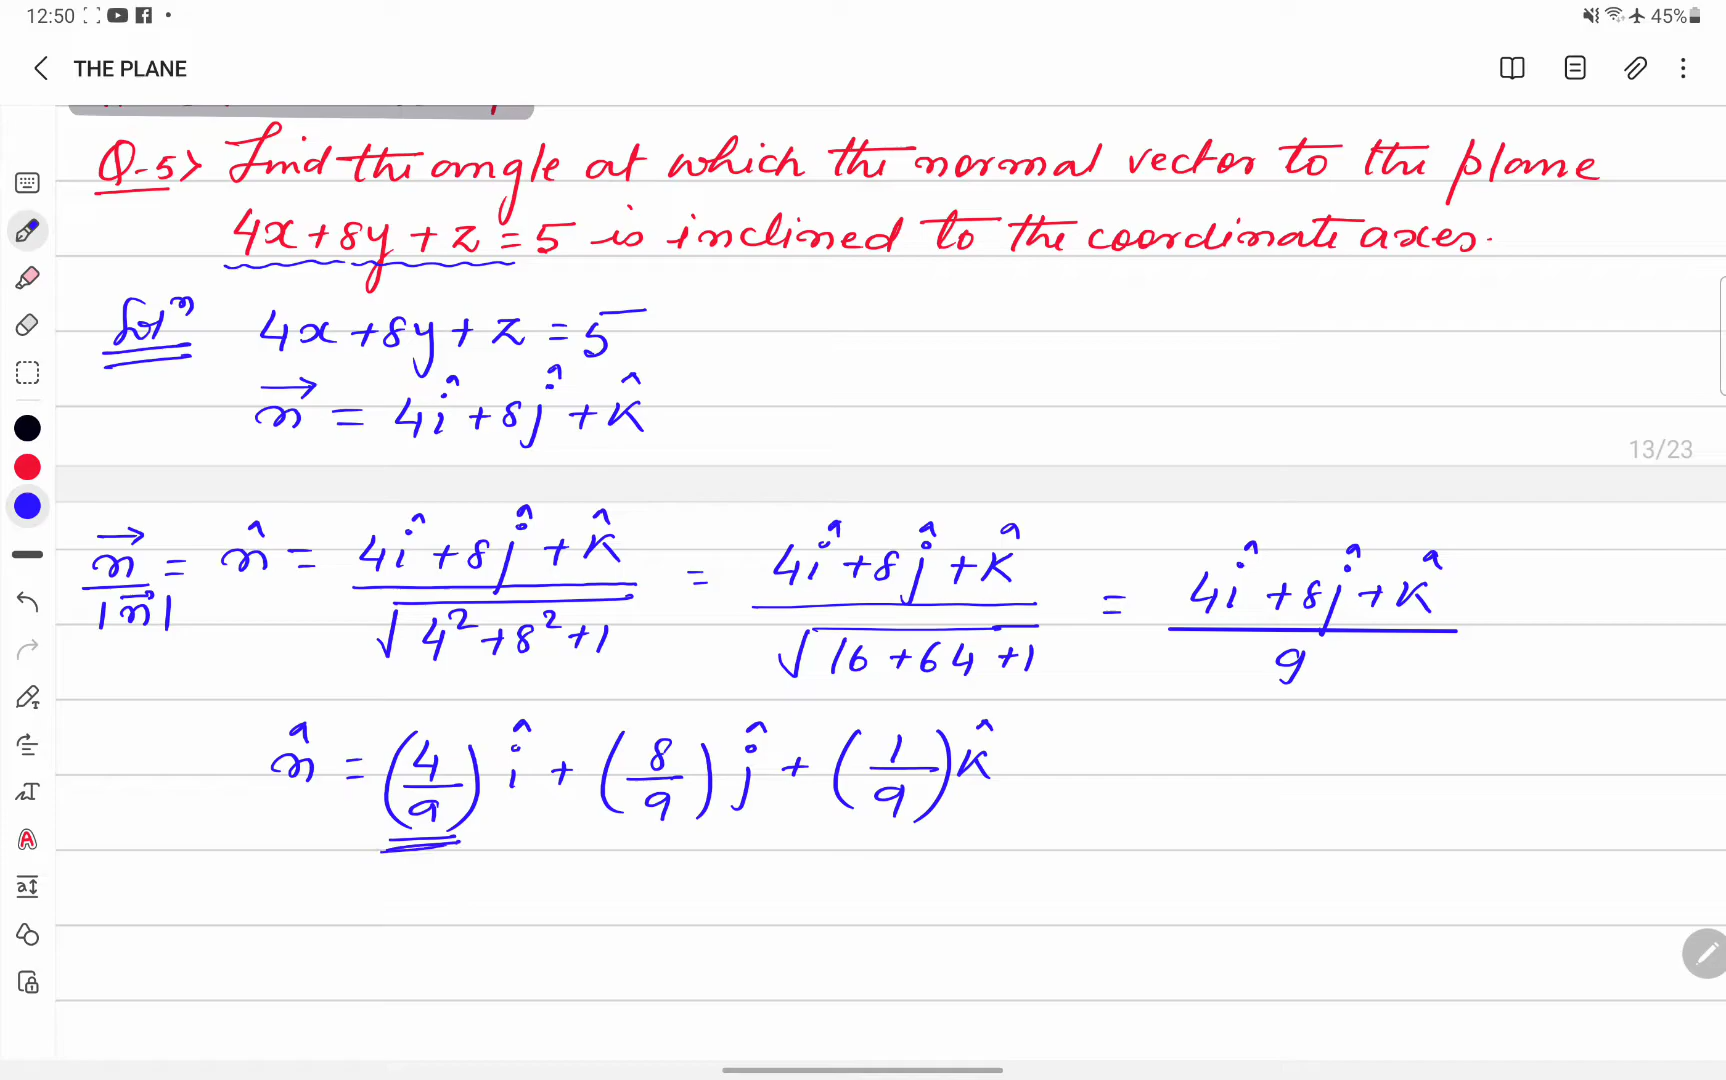 12:50
45%
THE PLANE
Q-5> Find the angle at which the normal vector to the plane
4x+8y+z=5 is inclined to the coordinate axes.
Solⁿ 4x+8y+z=5
n⃗ = 4î+8ĵ+k̂
13/23
n⃗/|n⃗| = n̂ = (4î+8ĵ+k̂)/√(4²+8²+1) = (4î+8ĵ+k̂)/√(16+64+1) = (4î+8ĵ+k̂)/9
n̂ = (4/9)î + (8/9)ĵ + (1/9)k̂